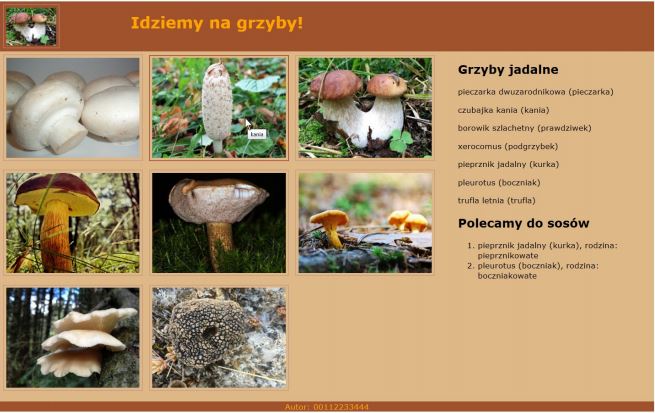 Idziemy na grzyby!
kania
Grzyby jadalne
pieczarka dwuzarodnikowa (pieczarka)
czubajka kania (kania)
borowik szlachetny (prawdziwek)
xerocomus (podgrzybek)
pieprznik jadalny (kurka)
pleurotus (boczniak)
trufla letnia (trufla)
Polecamy do sosów
1. pieprznik jadalny (kurka), rodzina:
pieprznikowate
2. pleurotus (boczniak), rodzina:
boczniakowate
Autor: 00112233444